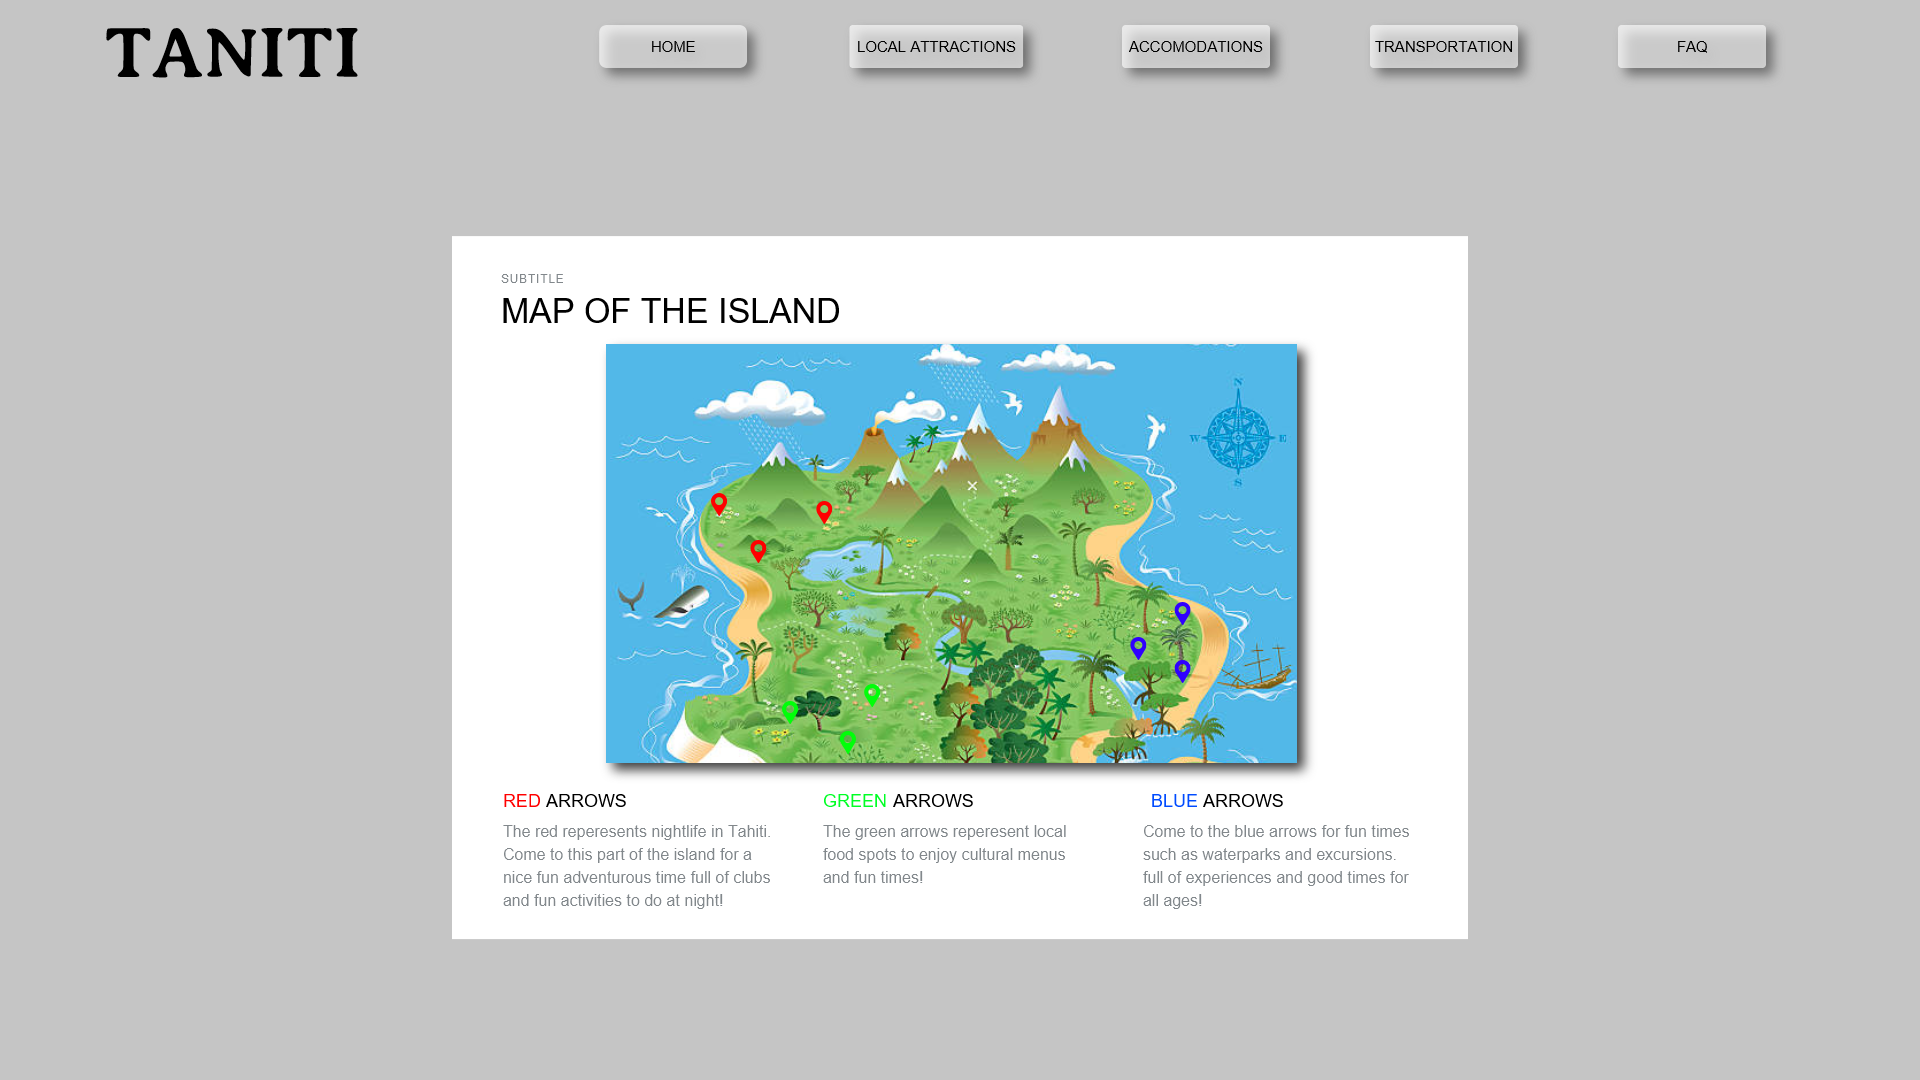 TANITI
HOME
LOCAL ATTRACTIONS
ACCOMODATIONS
TRANSPORTATION
FAQ
SUBTITLE
MAP OF THE ISLAND
N
W E
S
RED ARROWS
The red reperesents nightlife in Tahiti.
Come to this part of the island for a
nice fun adventurous time full of clubs
and fun activities to do at night!
GREEN ARROWS
The green arrows reperesent local
food spots to enjoy cultural menus
and fun times!
BLUE ARROWS
Come to the blue arrows for fun times
such as waterparks and excursions.
full of experiences and good times for
all ages!